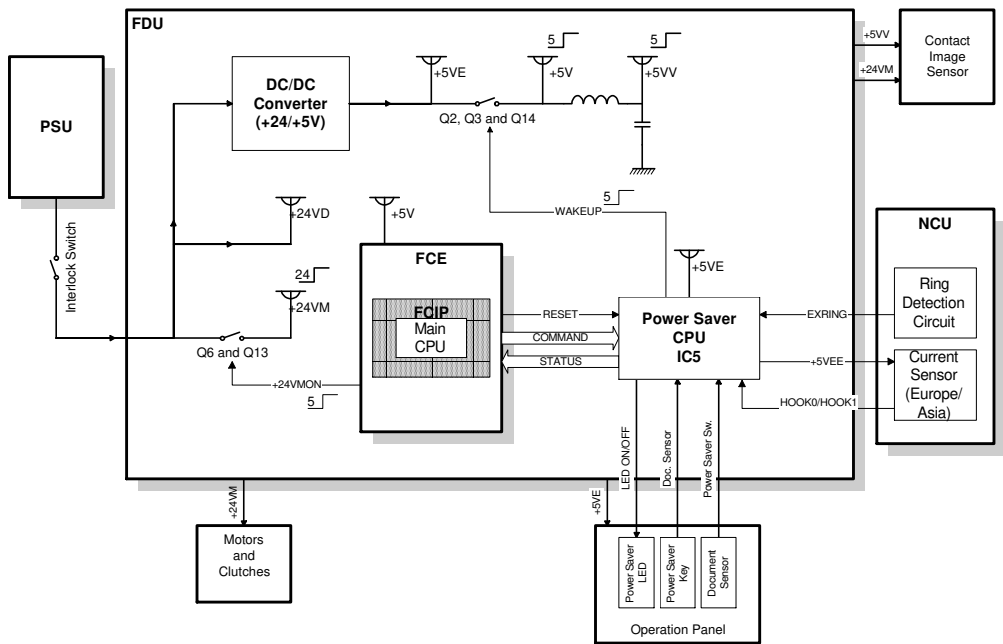 FDU
PSU
Interlock Switch
DC/DC
Converter
(+24/+5V)
+5VE
5
+5V
5
+5VV
Q2, Q3 and Q14
+5VV
+24VM
Contact
Image
Sensor
+24VD
24
+24VM
Q6 and Q13
+24VMON
5
+5V
FCE
FCIP
Main
CPU
5
WAKEUP
+5VE
RESET
COMMAND
STATUS
Power Saver
CPU
IC5
EXRING
+5VEE
HOOK0/HOOK1
NCU
Ring
Detection
Circuit
Current
Sensor
(Europe/
Asia)
LED ON/OFF
Doc. Sensor
Power Saver Sw.
+24VM
Motors
and
Clutches
+5VE
Power Saver
LED
Power Saver
Key
Document
Sensor
Operation Panel